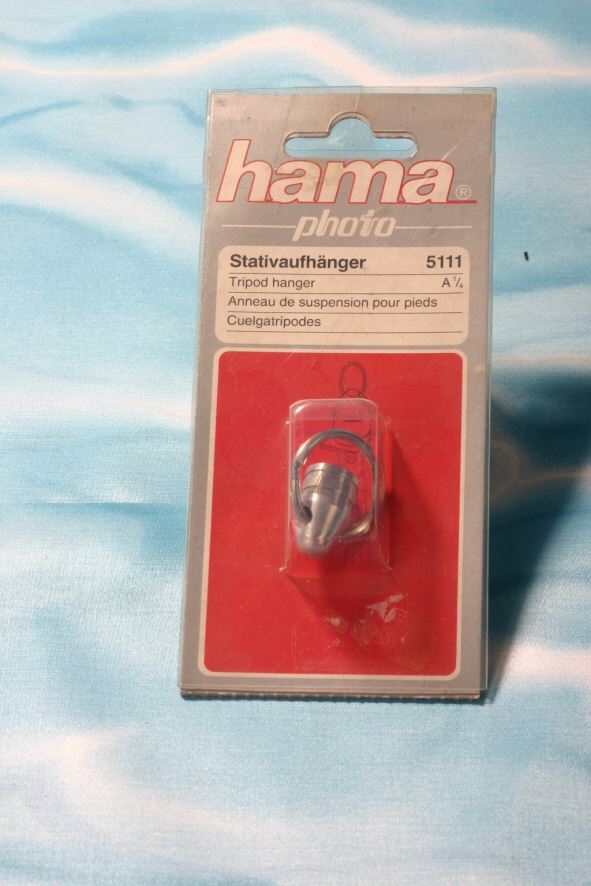 hama®
photo
Stativaufhänger 5111
Tripod hanger A ¼
Anneau de suspension pour pieds
Cuelgatripodes